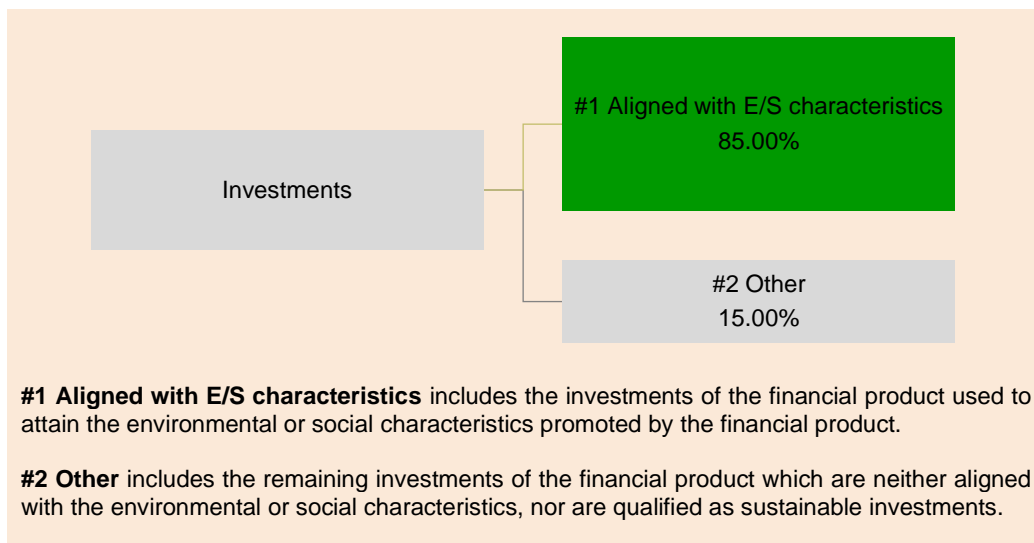 #1 Aligned with E/S characteristics
85.00%
Investments
#2 Other
15.00%
#1 Aligned with E/S characteristics includes the investments of the financial product used to
attain the environmental or social characteristics promoted by the financial product.
#2 Other includes the remaining investments of the financial product which are neither aligned
with the environmental or social characteristics, nor are qualified as sustainable investments.